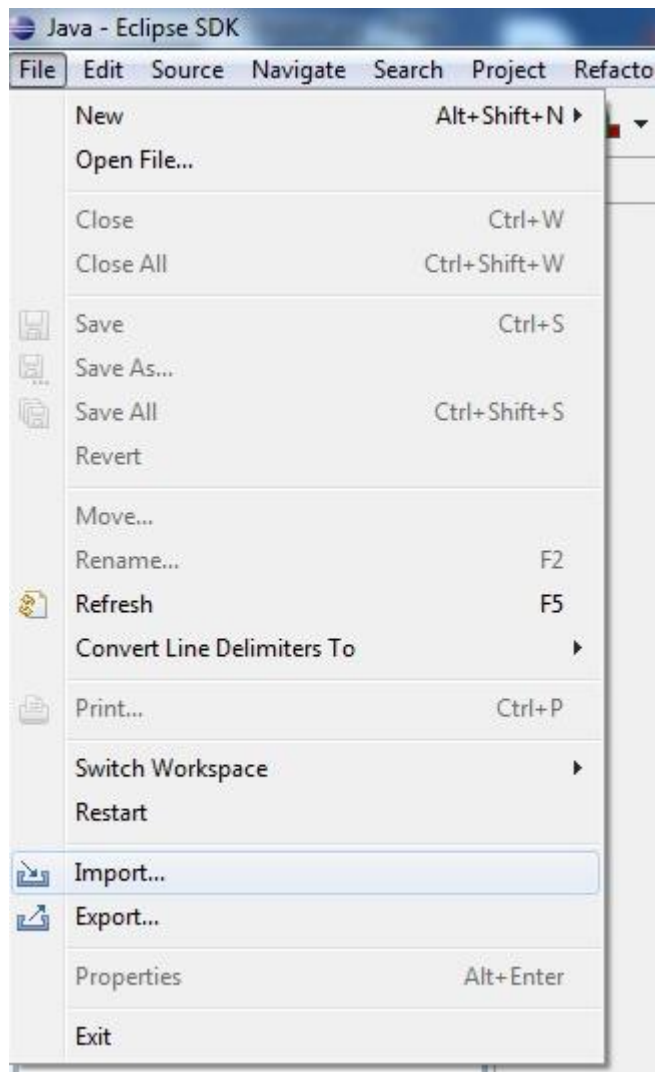 Java - Eclipse SDK
File Edit Source Navigate Search Project Refacto
New Alt+Shift+N
Open File...
Close Ctrl+W
Close All Ctrl+Shift+W
Save Ctrl+S
Save As...
Save All Ctrl+Shift+S
Revert
Move...
Rename... F2
Refresh F5
Convert Line Delimiters To
Print... Ctrl+P
Switch Workspace
Restart
Import...
Export...
Properties Alt+Enter
Exit